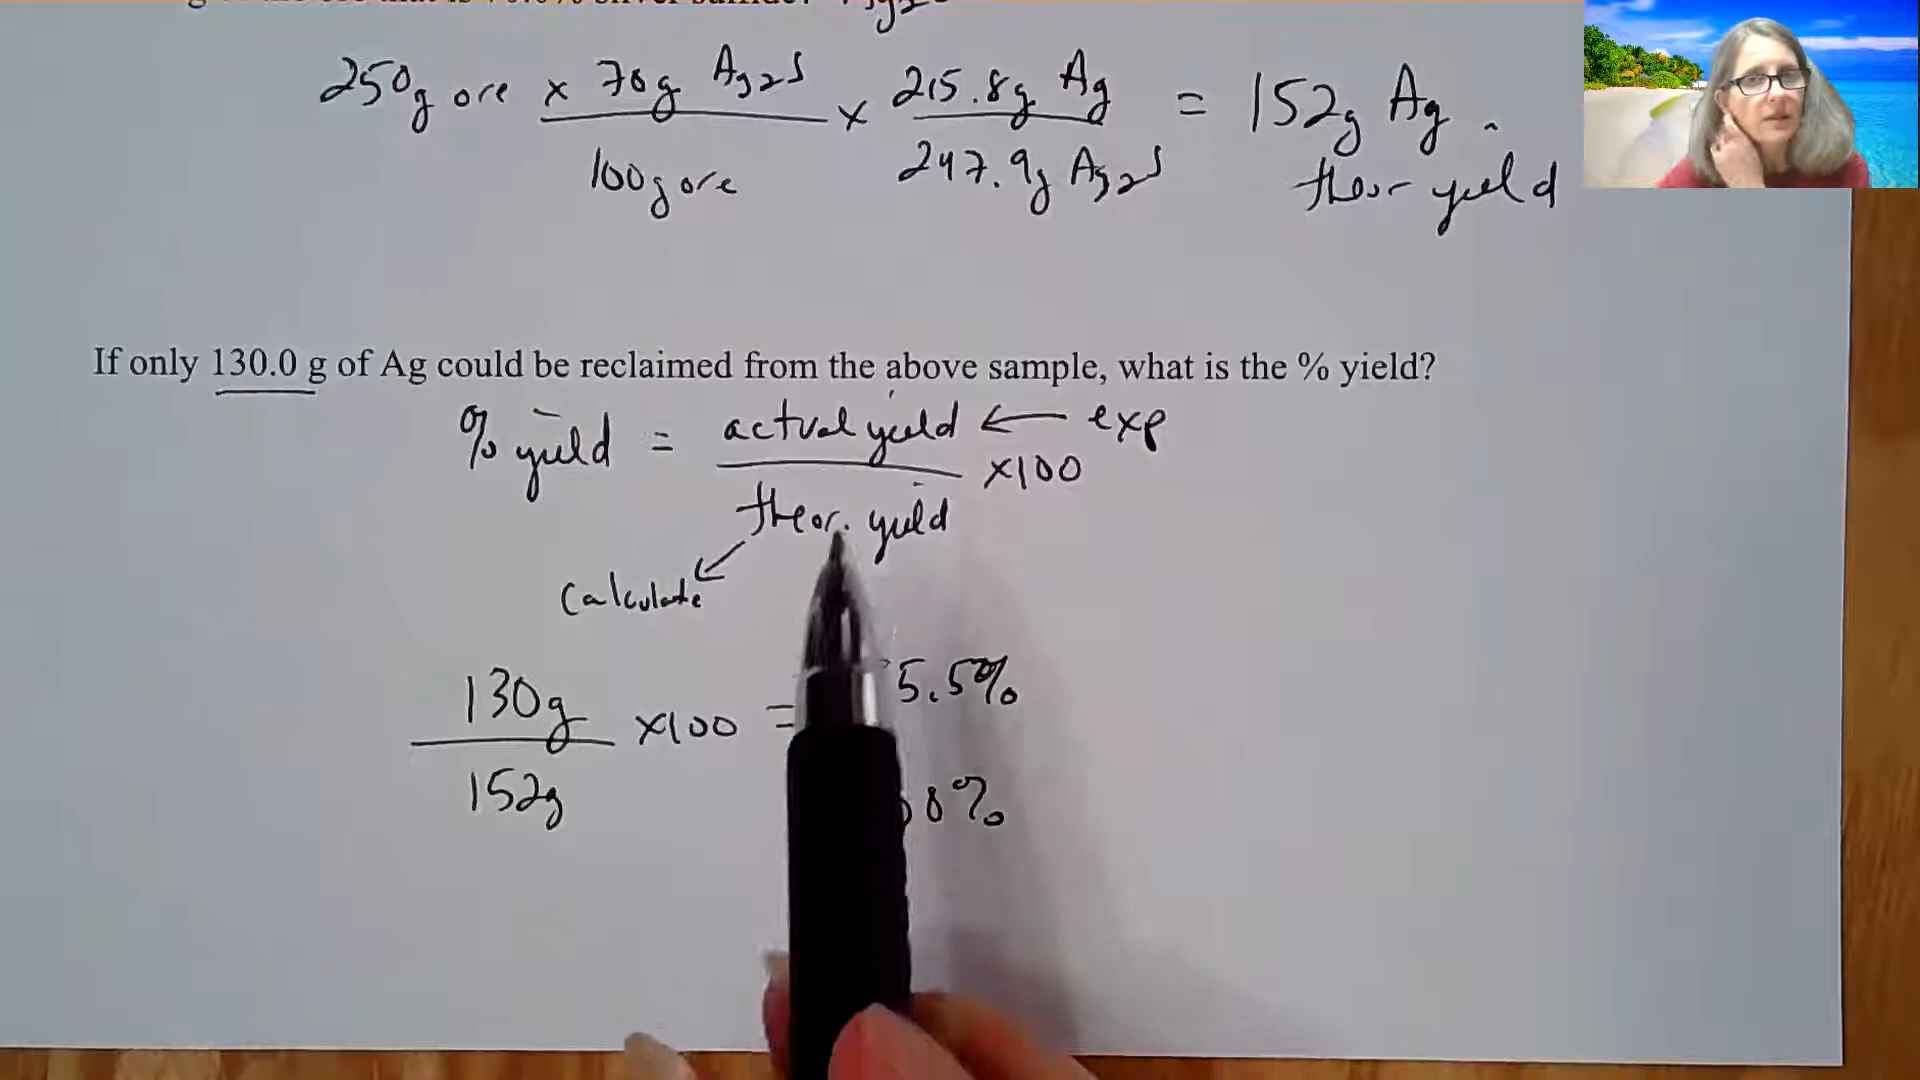 250g ore x 70g Ag2S / 100g ore x 215.8g Ag / 247.9g Ag2S = 152g Ag.
theor yield
If only 130.0 g of Ag could be reclaimed from the above sample, what is the % yield?
% yield = actual yield / theor. yield x100 ← exp
calculate
130g / 152g x100 = 5.5%
0%